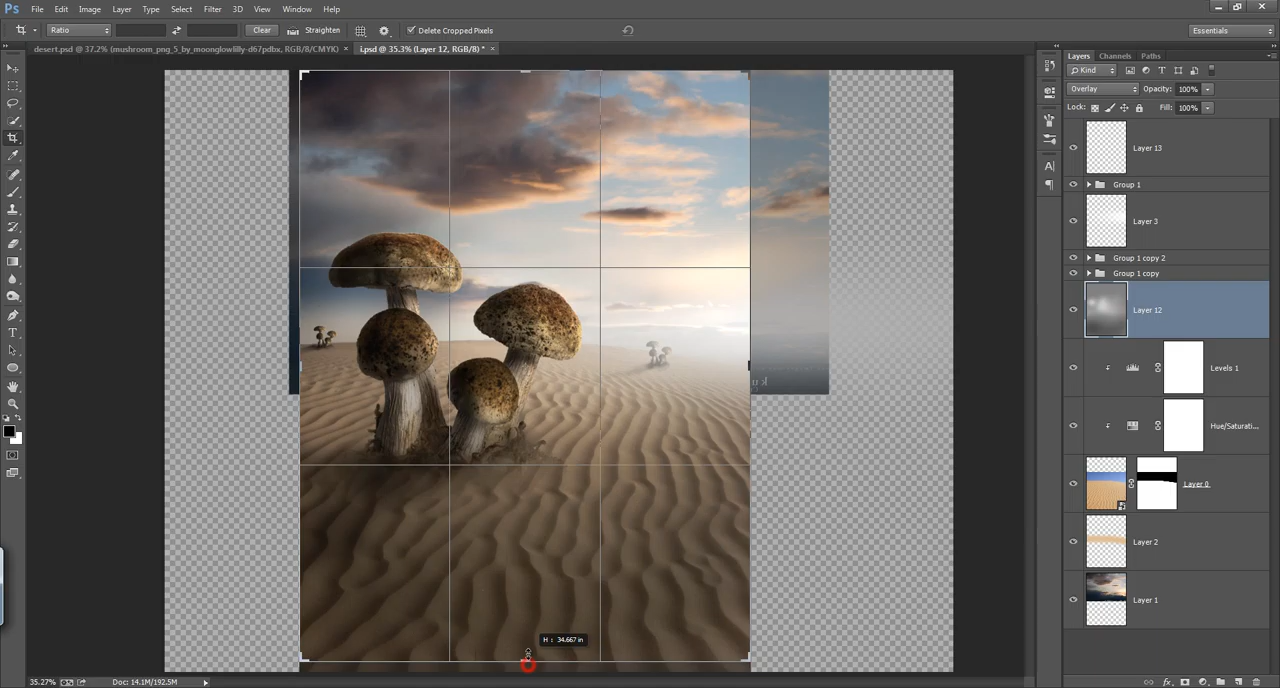 Ps File Edit Image Layer Type Select Filter 3D View Window Help
Ratio Clear Straighten Delete Cropped Pixels Essentials
desert.psd @ 37.2% (mushroom_png_5_by_moonglowlilly-d67pdbx, RGB/8/CMYK) × i.psd @ 35.3% (Layer 12, RGB/8) * ×
Layers Channels Paths
Kind
Overlay Opacity: 100%
Lock: Fill: 100%
Layer 13
Group 1
Layer 3
Group 1 copy 2
Group 1 copy
Layer 12
Levels 1
Hue/Saturati...
Layer 0
Layer 2
Layer 1
H : 34.667 in
35.27% Doc: 14.1M/192.5M